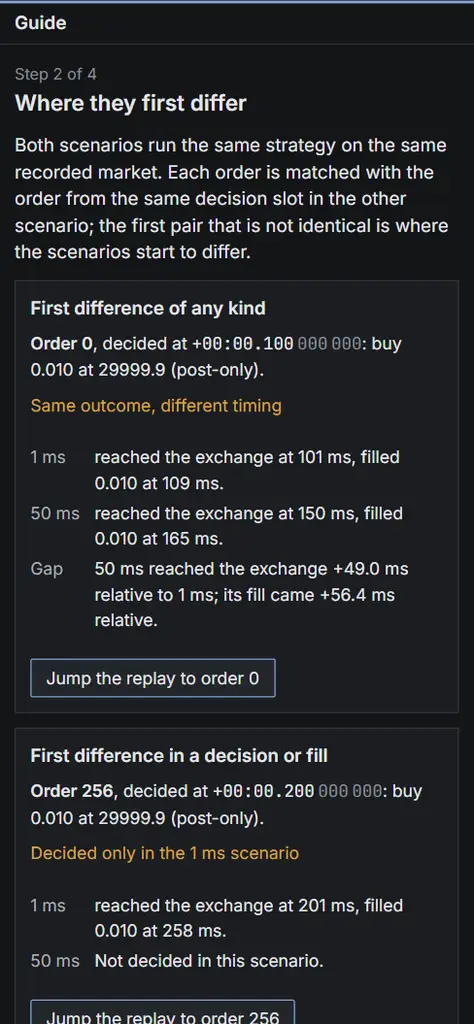 Guide
Step 2 of 4
Where they first differ
Both scenarios run the same strategy on the same
recorded market. Each order is matched with the
order from the same decision slot in the other
scenario; the first pair that is not identical is where
the scenarios start to differ.
First difference of any kind
Order 0, decided at +00:00.100 000 000: buy
0.010 at 29999.9 (post-only).
Same outcome, different timing
1 ms reached the exchange at 101 ms, filled
0.010 at 109 ms.
50 ms reached the exchange at 150 ms, filled
0.010 at 165 ms.
Gap 50 ms reached the exchange +49.0 ms
relative to 1 ms; its fill came +56.4 ms
relative.
Jump the replay to order 0
First difference in a decision or fill
Order 256, decided at +00:00.200 000 000: buy
0.010 at 29999.9 (post-only).
Decided only in the 1 ms scenario
1 ms reached the exchange at 201 ms, filled
0.010 at 258 ms.
50 ms Not decided in this scenario.
Jump the replay to order 256